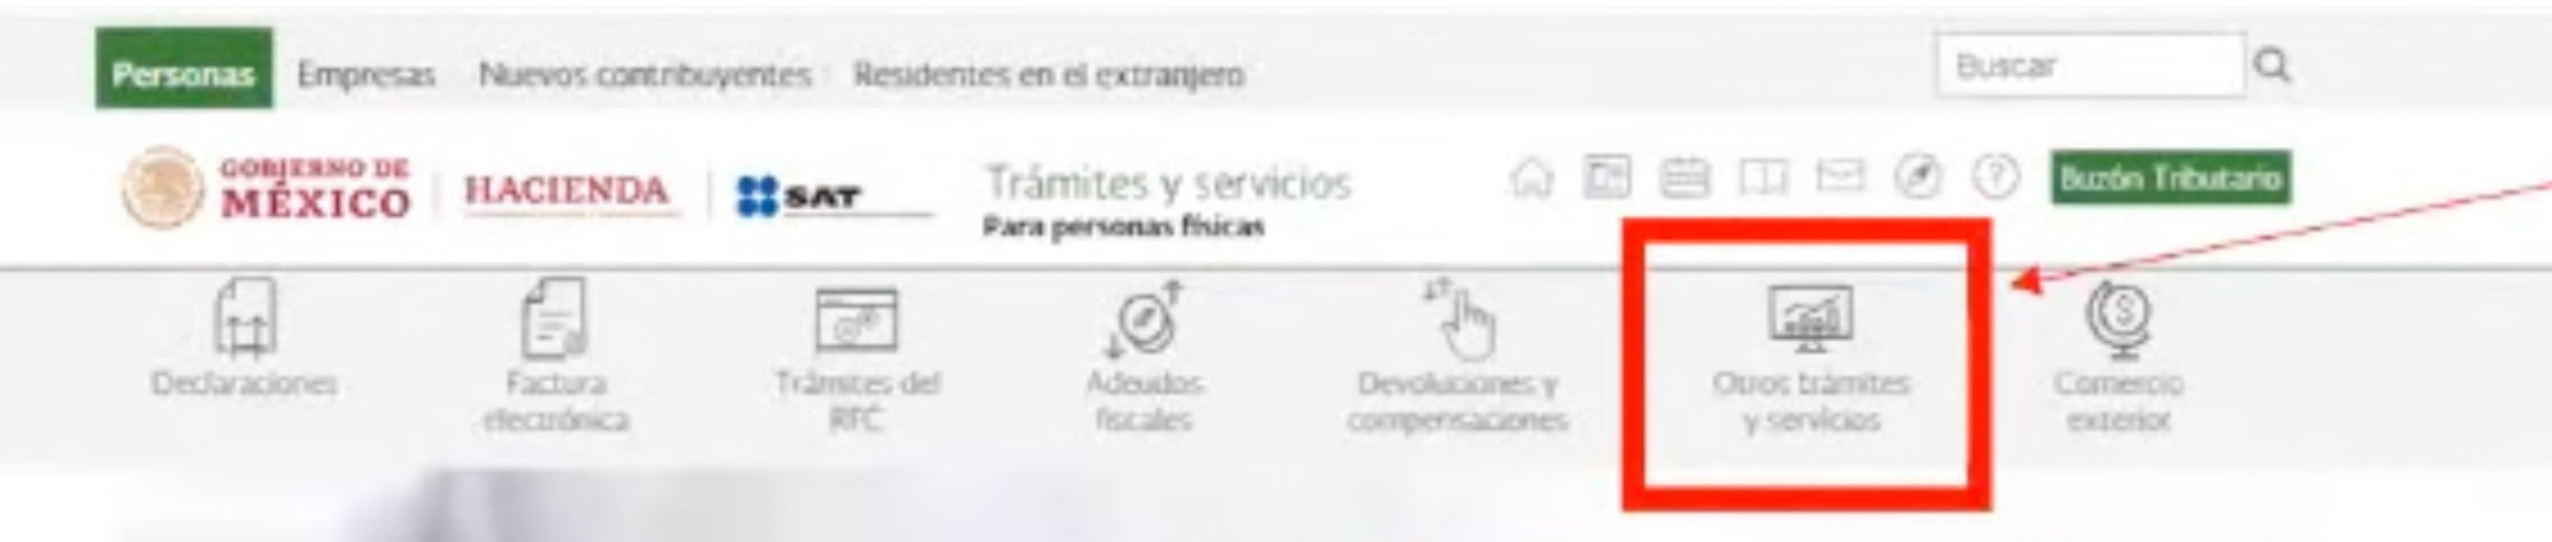 Personas Empresas Nuevos contribuyentes Residentes en el extranjero Buscar
GOBIERNO DE
MÉXICO
HACIENDA
SAT
Trámites y servicios
Para personas físicas
Buzón Tributario
Declaraciones
Factura
electrónica
Trámites del
RFC
Adeudos
fiscales
Devoluciones y
compensaciones
Otros trámites
y servicios
Comercio
exterior